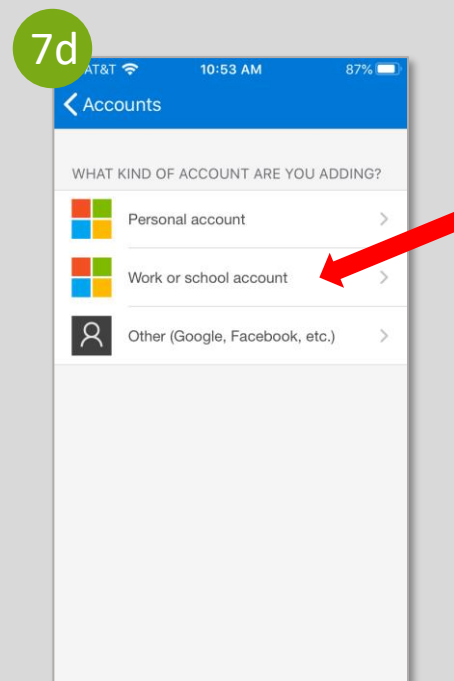 7d
AT&T 10:53 AM 87%
Accounts
WHAT KIND OF ACCOUNT ARE YOU ADDING?
Personal account
Work or school account
Other (Google, Facebook, etc.)